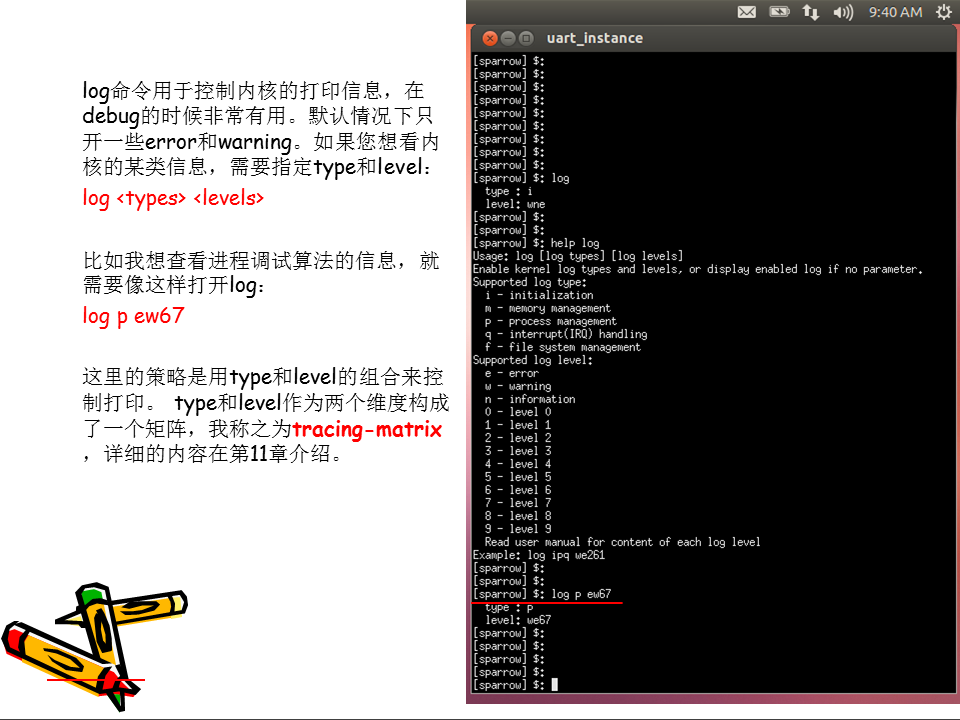 log命令用于控制内核的打印信息，在
debug的时候非常有用。默认情况下只
开一些error和warning。如果您想看内
核的某类信息，需要指定type和level：
log <types> <levels>
比如我想查看进程调试算法的信息，就
需要像这样打开log：
log p ew67
这里的策略是用type和level的组合来控
制打印。 type和level作为两个维度构成
了一个矩阵，我称之为tracing-matrix
，详细的内容在第11章介绍。
9:40 AM
uart_instance
[sparrow] $:
[sparrow] $:
[sparrow] $:
[sparrow] $:
[sparrow] $:
[sparrow] $:
[sparrow] $:
[sparrow] $:
[sparrow] $:
[sparrow] $: log
type : i
level: wne
[sparrow] $:
[sparrow] $:
[sparrow] $: help log
Usage: log [log types] [log levels]
Enable kernel log types and levels, or display enabled log if no parameter.
Supported log type:
i - initialization
m - memory management
p - process management
q - interrupt(IRQ) handling
f - file system management
Supported log level:
e - error
w - warning
n - information
0 - level 0
1 - level 1
2 - level 2
3 - level 3
4 - level 4
5 - level 5
6 - level 6
7 - level 7
8 - level 8
9 - level 9
Read user manual for content of each log level
Example: log ipq we261
[sparrow] $:
[sparrow] $:
[sparrow] $: log p ew67
type : p
level: we67
[sparrow] $:
[sparrow] $:
[sparrow] $:
[sparrow] $:
[sparrow] $: